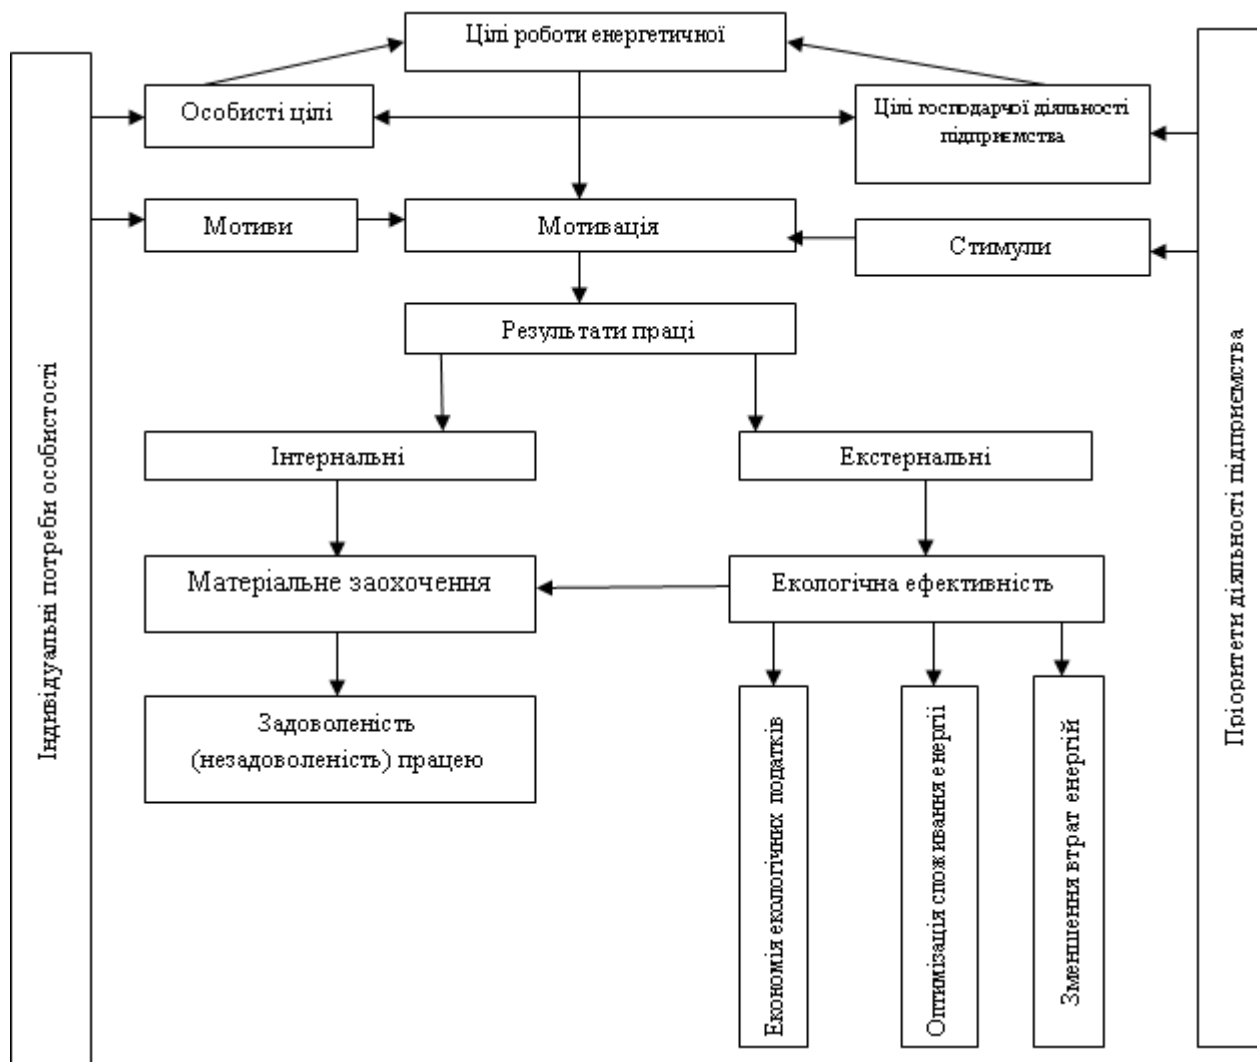 Цілі роботи енергетичної
Особисті цілі
Цілі господарчої діяльності
підприємства
Мотиви
Мотивація
Стимули
Результати праці
Інтернальні
Екстернальні
Матеріальне заохочення
Екологічна ефективність
Задоволеність
(незадоволеність) працею
Економія екологічних податків
Оптимізація споживання енергії
Зменшення втрат енергій
Індивідуальні потреби особистості
Пріоритети діяльності підприємства